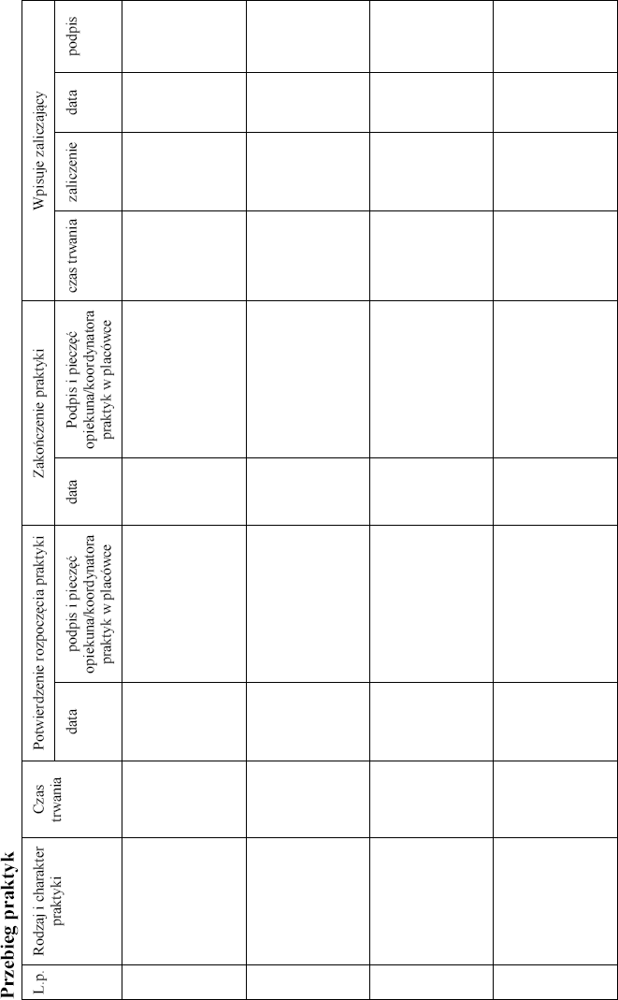 Przebieg praktyk
L.p.
Rodzaj i charakter
praktyki
Czas
trwania
Potwierdzenie rozpoczęcia praktyki
data
podpis i pieczęć
opiekuna/koordynatora
praktyk w placówce
Zakończenie praktyki
data
Podpis i pieczęć
opiekuna/koordynatora
praktyk w placówce
Wpisuje zaliczający
czas trwania
zaliczenie
data
podpis